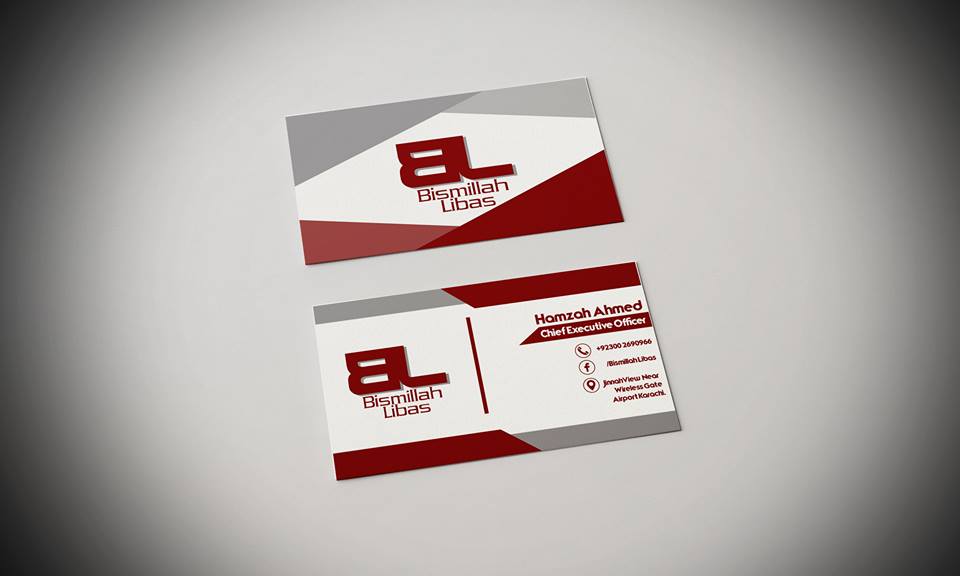 BL
Bismillah
Libas
BL
Bismillah
Libas
Hamzah Ahmed
Chief Executive Officer
+92300 2690966
/Bismillah Libas
Jinnah View Near
Wireless Gate
Airport Karachi.